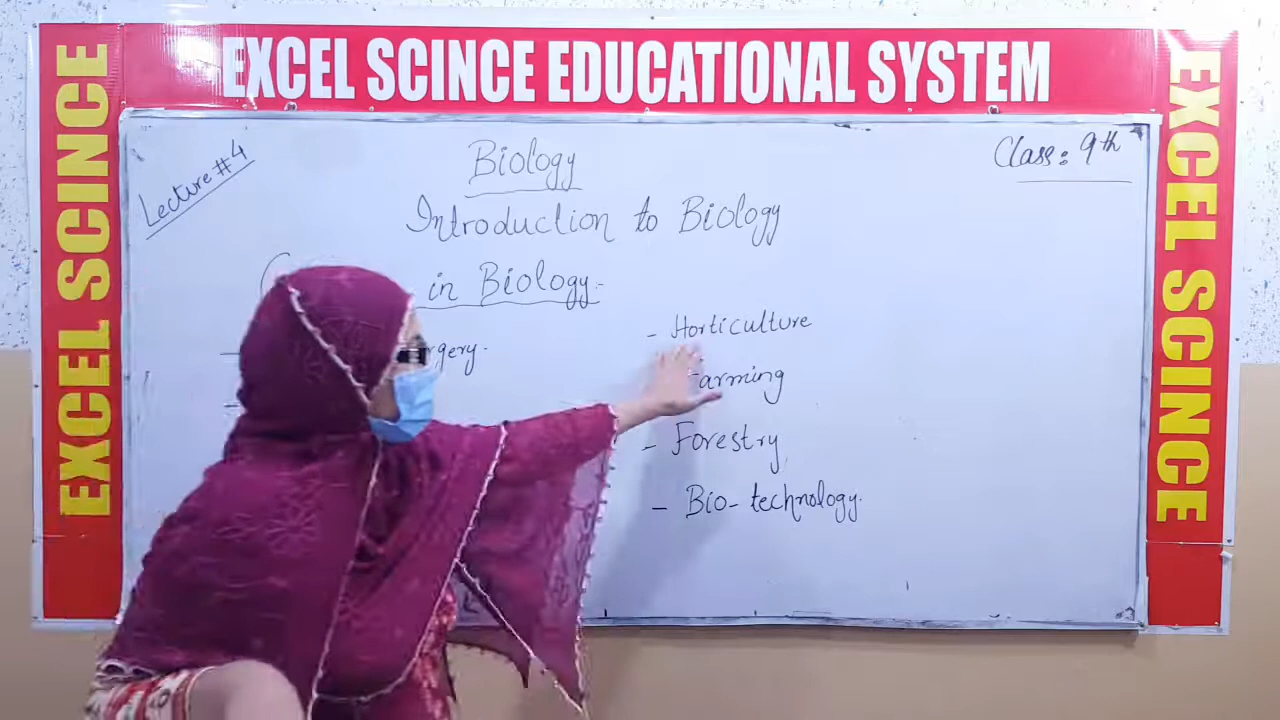 EXCEL SCINCE EDUCATIONAL SYSTEM
EXCEL SCINCE
Lecture #4
Biology
Class: 9th
Introduction to Biology
in Biology.
- Horticulture
- Forestry
- Bio-technology.
EXCEL SCINCE